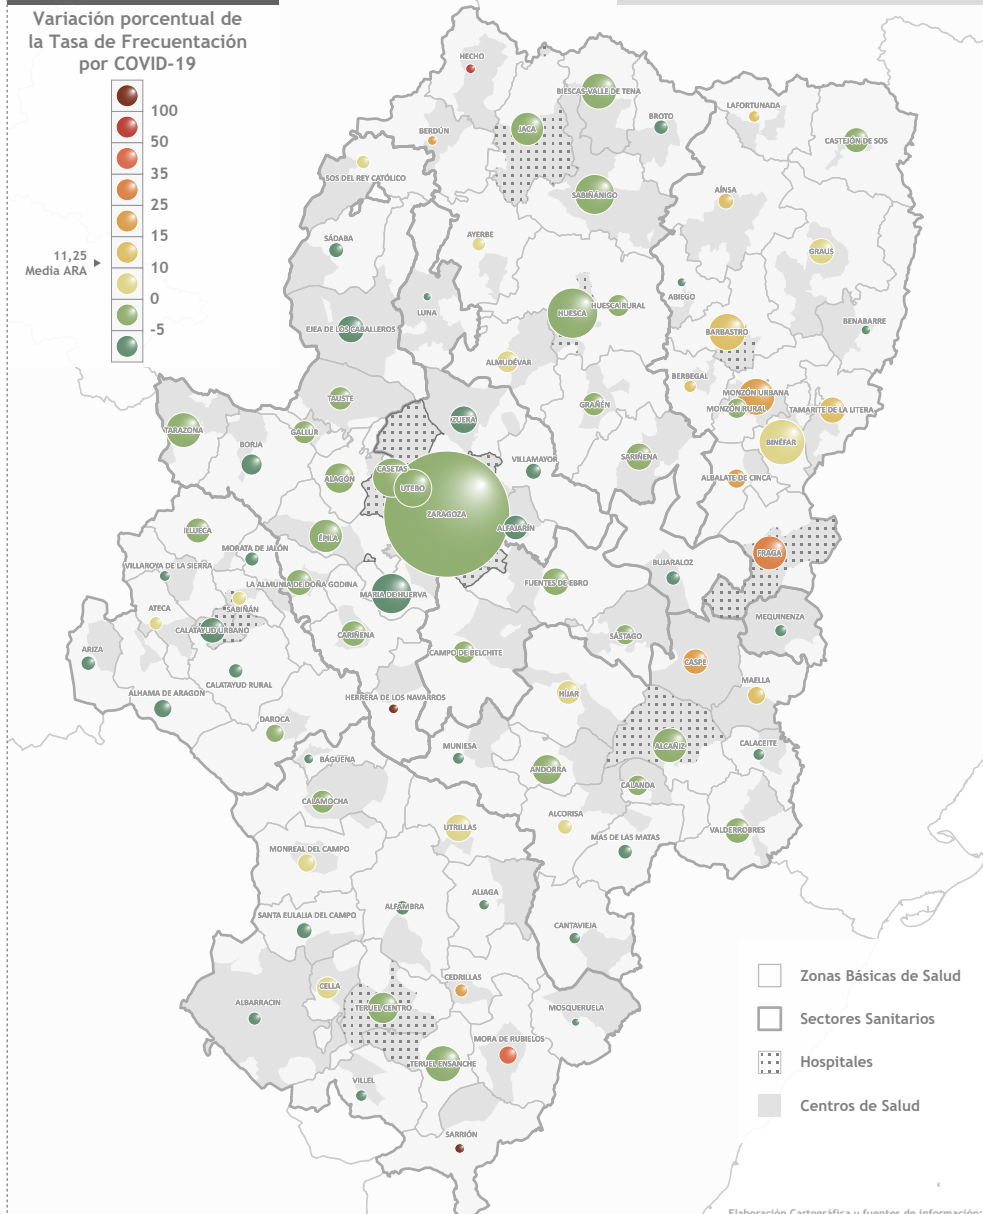 Variación porcentual de
la Tasa de Frecuentación
por COVID-19
100
50
35
25
15
10
0
-5
11,25
Media ARA
HECHO
BIESCAS-VALLE DE TENA
LAFORTUNADA
BROTO
BERDÚN
JACA
CASTEJÓN DE SOS
SOS DEL REY CATÓLICO
SABIÑÁNIGO
AÍNSA
SÁDABA
AYERBE
GRAUS
ABIEGO
LUNA
HUESCA
HUESCA RURAL
BENABARRE
EJEA DE LOS CABALLEROS
BARBASTRO
ALMUDÉVAR
BERBEGAL
MONZÓN URBANA
TAUSTE
GRAÑÉN
MONZÓN RURAL
TAMARITE DE LA LITERA
ZUERA
TARAZONA
GALLUR
BORJA
BINÉFAR
VILLAMAYOR
SARIÑENA
CASETAS
ALAGÓN
UTEBO
ALBALATE DE CINCA
ZARAGOZA
ALFAJARÍN
ILLUECA
ÉPILA
MORATA DE JALÓN
FRAGA
VILLAROYA DE LA SIERRA
BUJARALOZ
LA ALMUNIA DE DOÑA GODINA
FUENTES DE EBRO
MARIA DE HUERVA
ATECA
SABIÑÁN
MEQUINENZA
CALATAYUD URBANO
CARIÑENA
SÁSTAGO
ARIZA
CAMPO DE BELCHITE
CASPE
CALATAYUD RURAL
MAELLA
ALHAMA DE ARAGÓN
HERRERA DE LOS NAVARROS
HÍJAR
DAROCA
MUNIESA
ALCAÑIZ
CALACEITE
BÁGUENA
ANDORRA
CALANDA
CALAMOCHA
ALCORISA
UTRILLAS
VALDERROBRES
MAS DE LAS MATAS
MONREAL DEL CAMPO
ALIAGA
ALFAMBRA
SANTA EULALIA DEL CAMPO
CANTAVIEJA
CEDRILLAS
CELLA
ALBARRACIN
TERUEL CENTRO
MOSQUERUELA
MORA DE RUBIELOS
TERUEL ENSANCHE
VILLEL
SARRIÓN
Zonas Básicas de Salud
Sectores Sanitarios
Hospitales
Centros de Salud
Elaboración Cartográfica y fuentes de información: